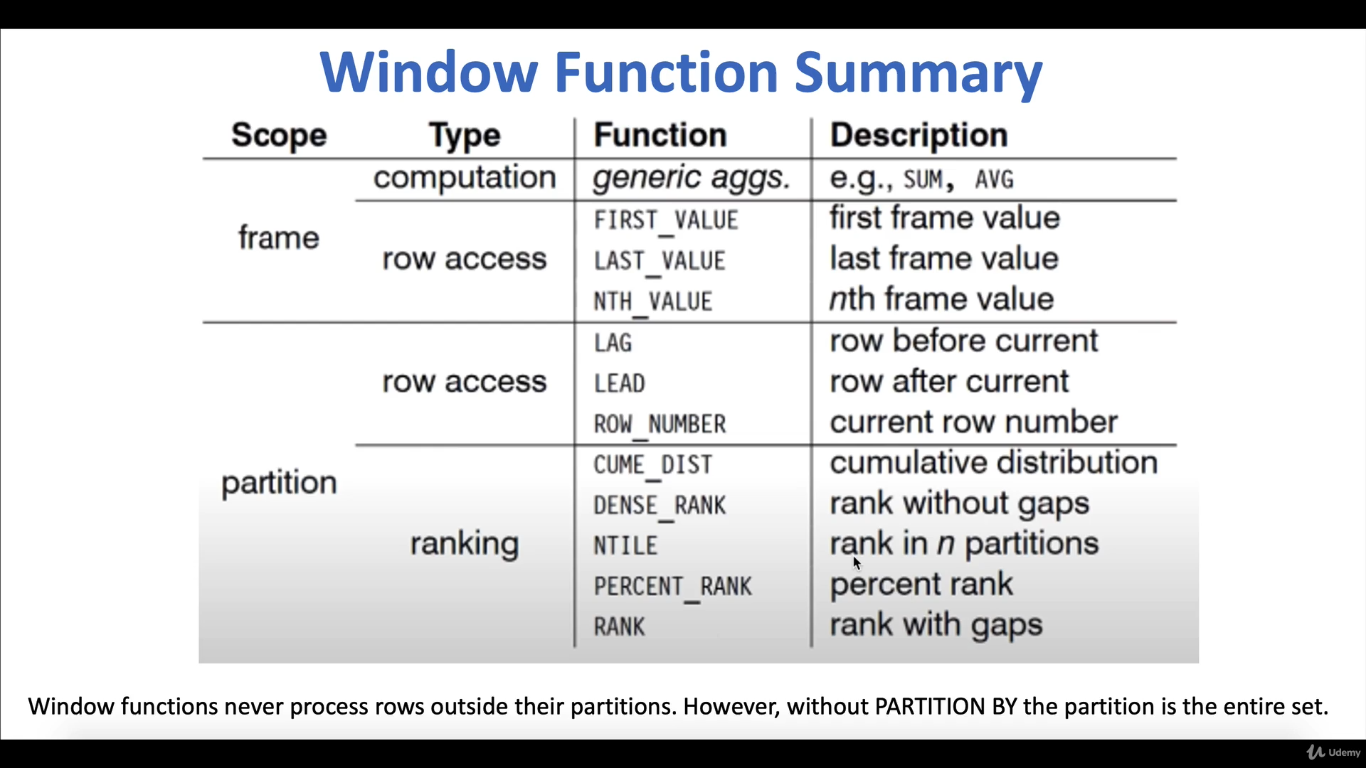 Window Function Summary
Scope Type Function Description
computation generic aggs. e.g., SUM, AVG
frame
row access
FIRST_VALUE first frame value
LAST_VALUE last frame value
NTH_VALUE nth frame value
partition
row access
LAG row before current
LEAD row after current
ROW_NUMBER current row number
ranking
CUME_DIST cumulative distribution
DENSE_RANK rank without gaps
NTILE rank in n partitions
PERCENT_RANK percent rank
RANK rank with gaps
Window functions never process rows outside their partitions. However, without PARTITION BY the partition is the entire set.
Udemy